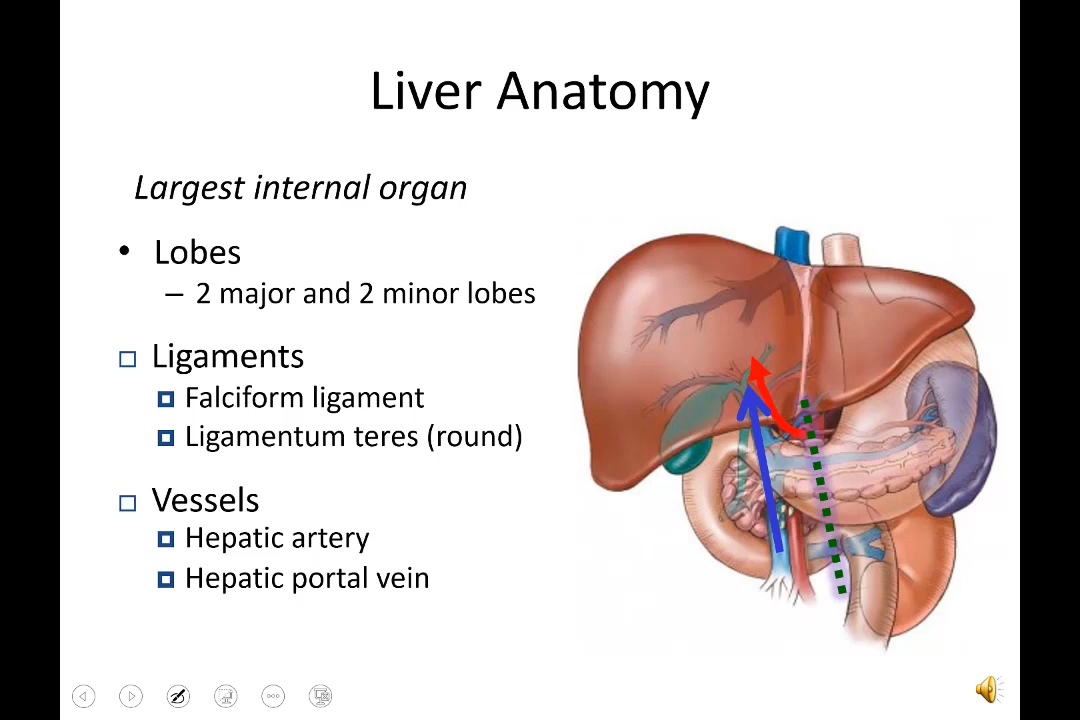 Liver Anatomy
Largest internal organ
• Lobes
– 2 major and 2 minor lobes
Ligaments
Falciform ligament
Ligamentum teres (round)
Vessels
Hepatic artery
Hepatic portal vein